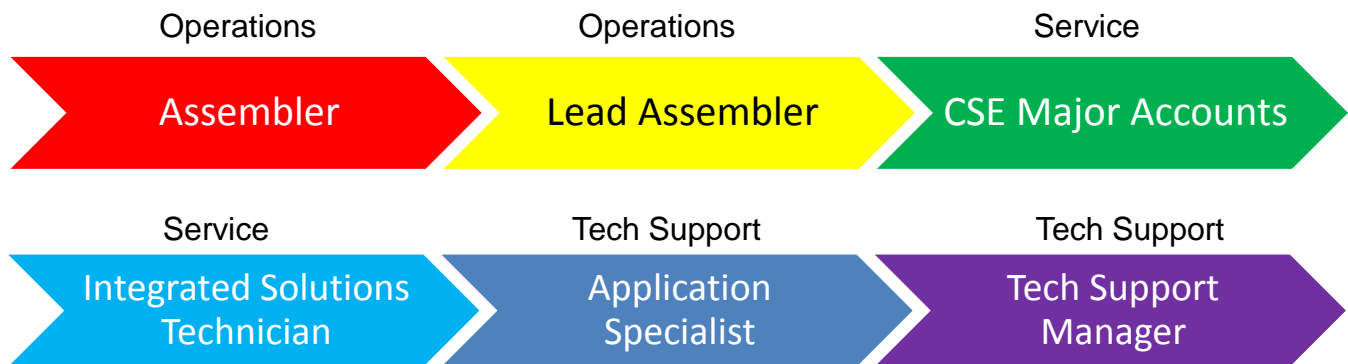 Operations
Operations
Service
Assembler
Lead Assembler
CSE Major Accounts
Service
Tech Support
Tech Support
Integrated Solutions
Technician
Application
Specialist
Tech Support
Manager